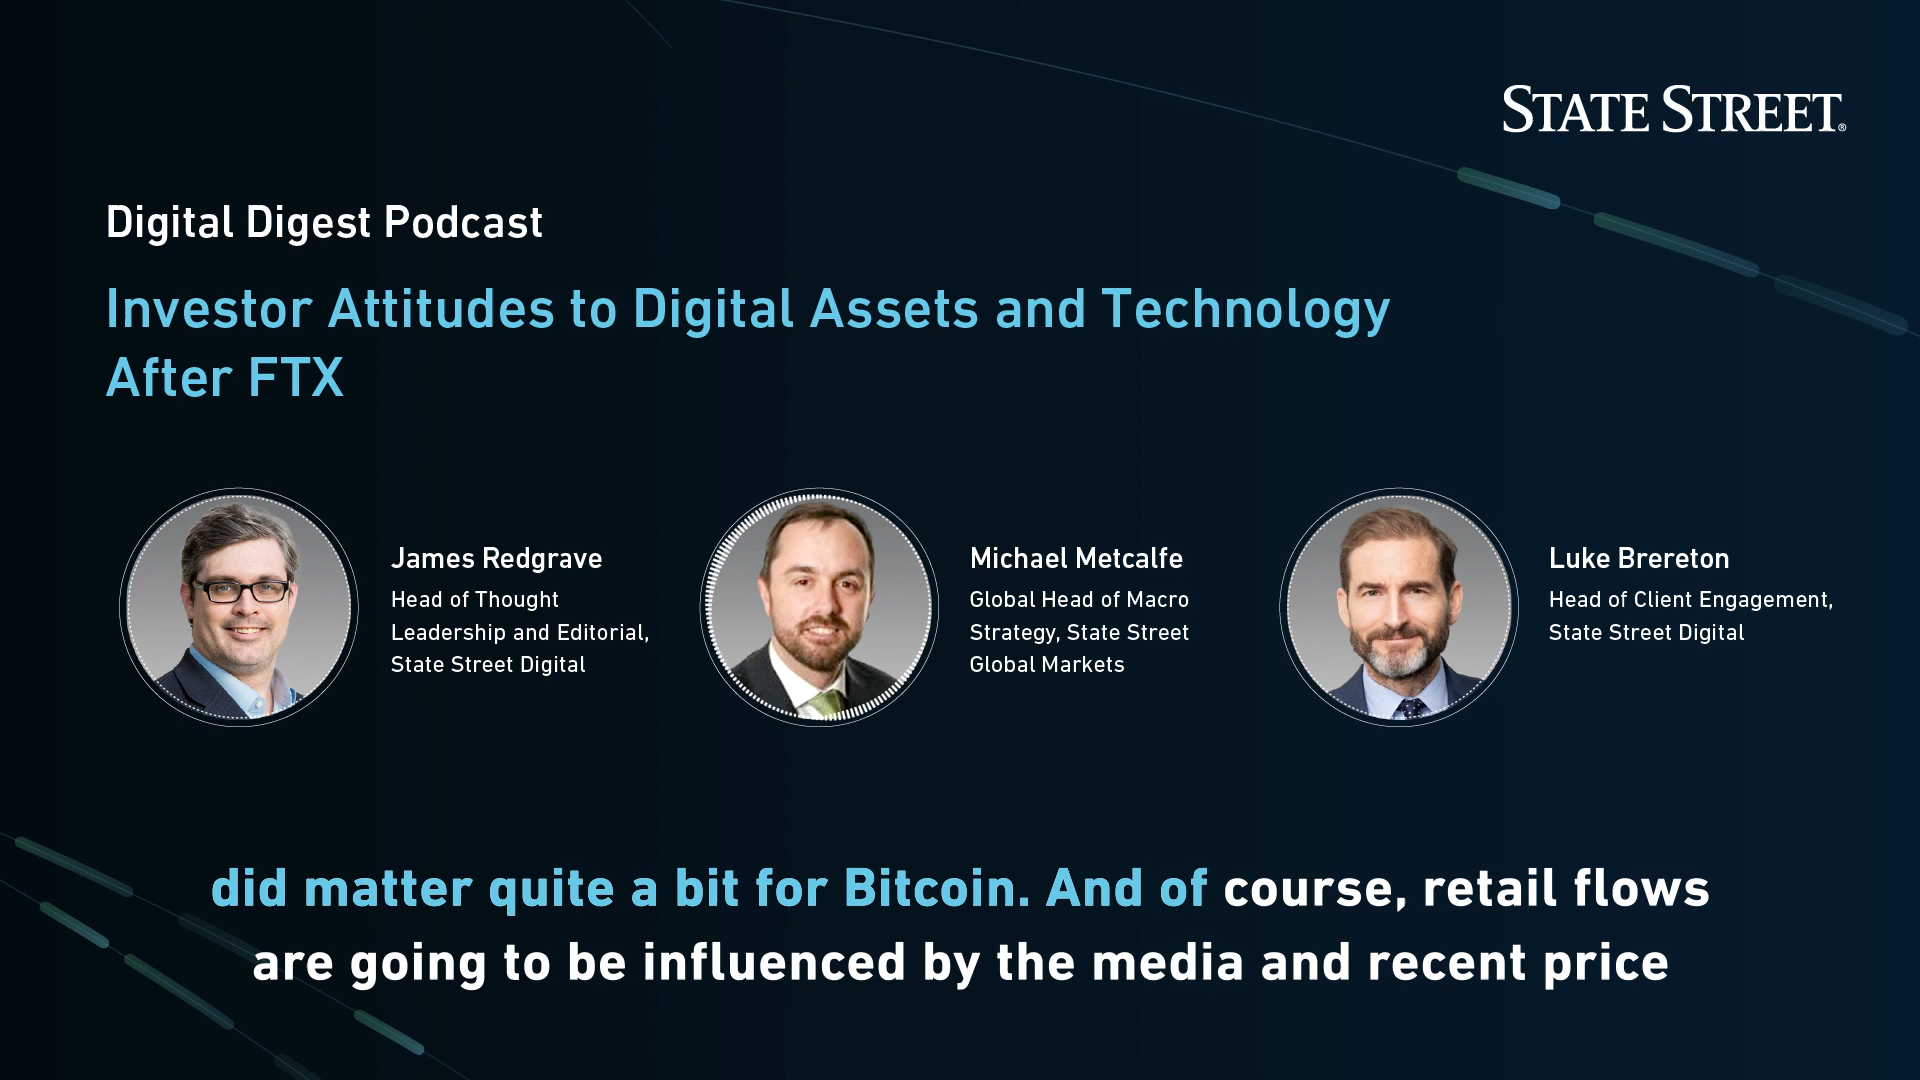 STATE STREET®
Digital Digest Podcast
Investor Attitudes to Digital Assets and Technology
After FTX
James Redgrave
Head of Thought
Leadership and Editorial,
State Street Digital
Michael Metcalfe
Global Head of Macro
Strategy, State Street
Global Markets
Luke Brereton
Head of Client Engagement,
State Street Digital
did matter quite a bit for Bitcoin. And of course, retail flows
are going to be influenced by the media and recent price